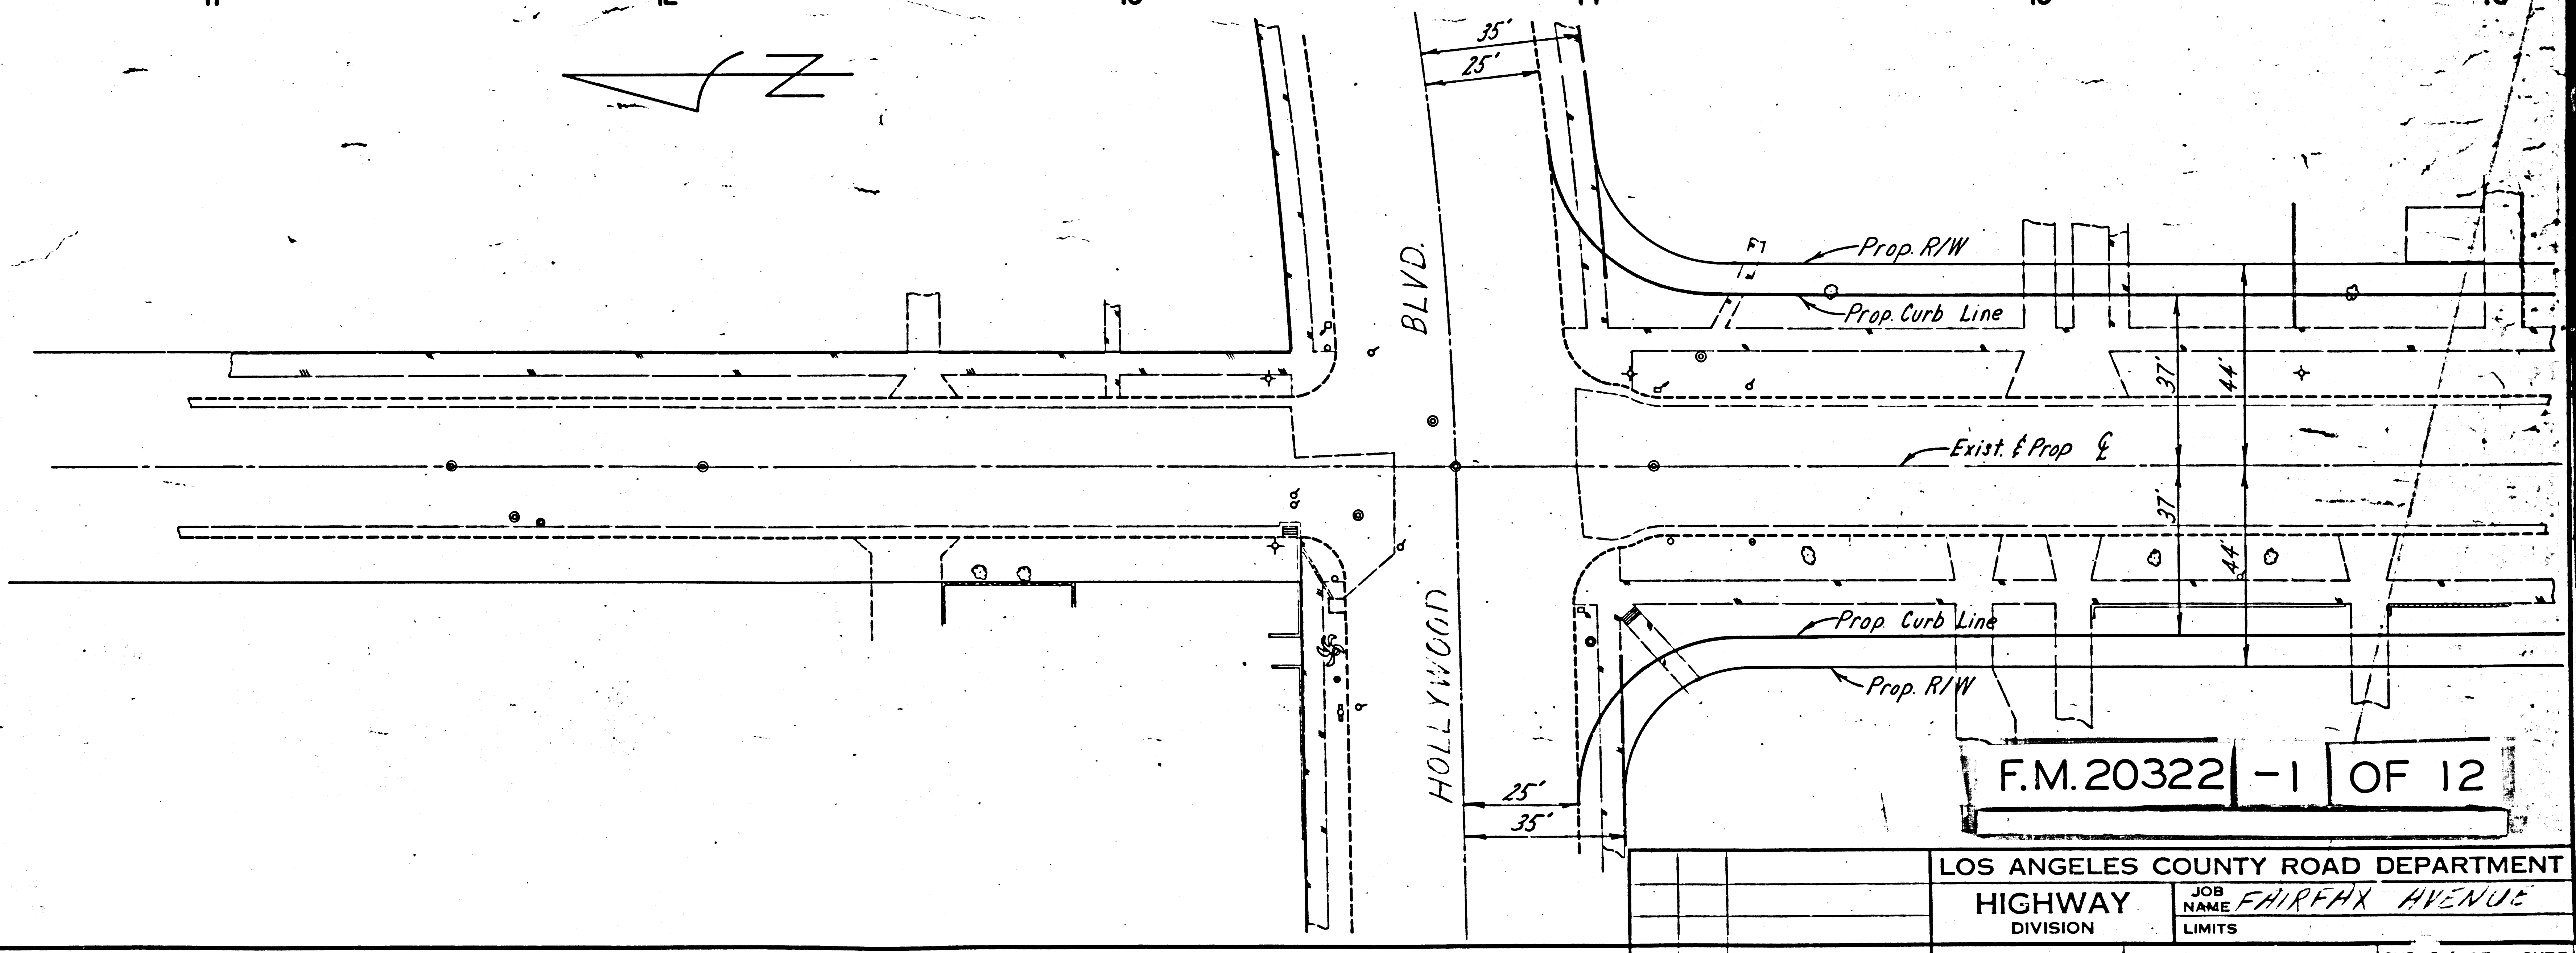 35'
25'
N
BLVD.
Prop. R/W
Prop. Curb Line
37'
44'
Exist. & Prop ℄
37'
44'
HOLLYWOOD
Prop. Curb Line
Prop. R/W
25'
35'
F.M. 20322 -1 OF 12
LOS ANGELES COUNTY ROAD DEPARTMENT
HIGHWAY
DIVISION
JOB
NAME FAIRFAX AVENUE
LIMITS